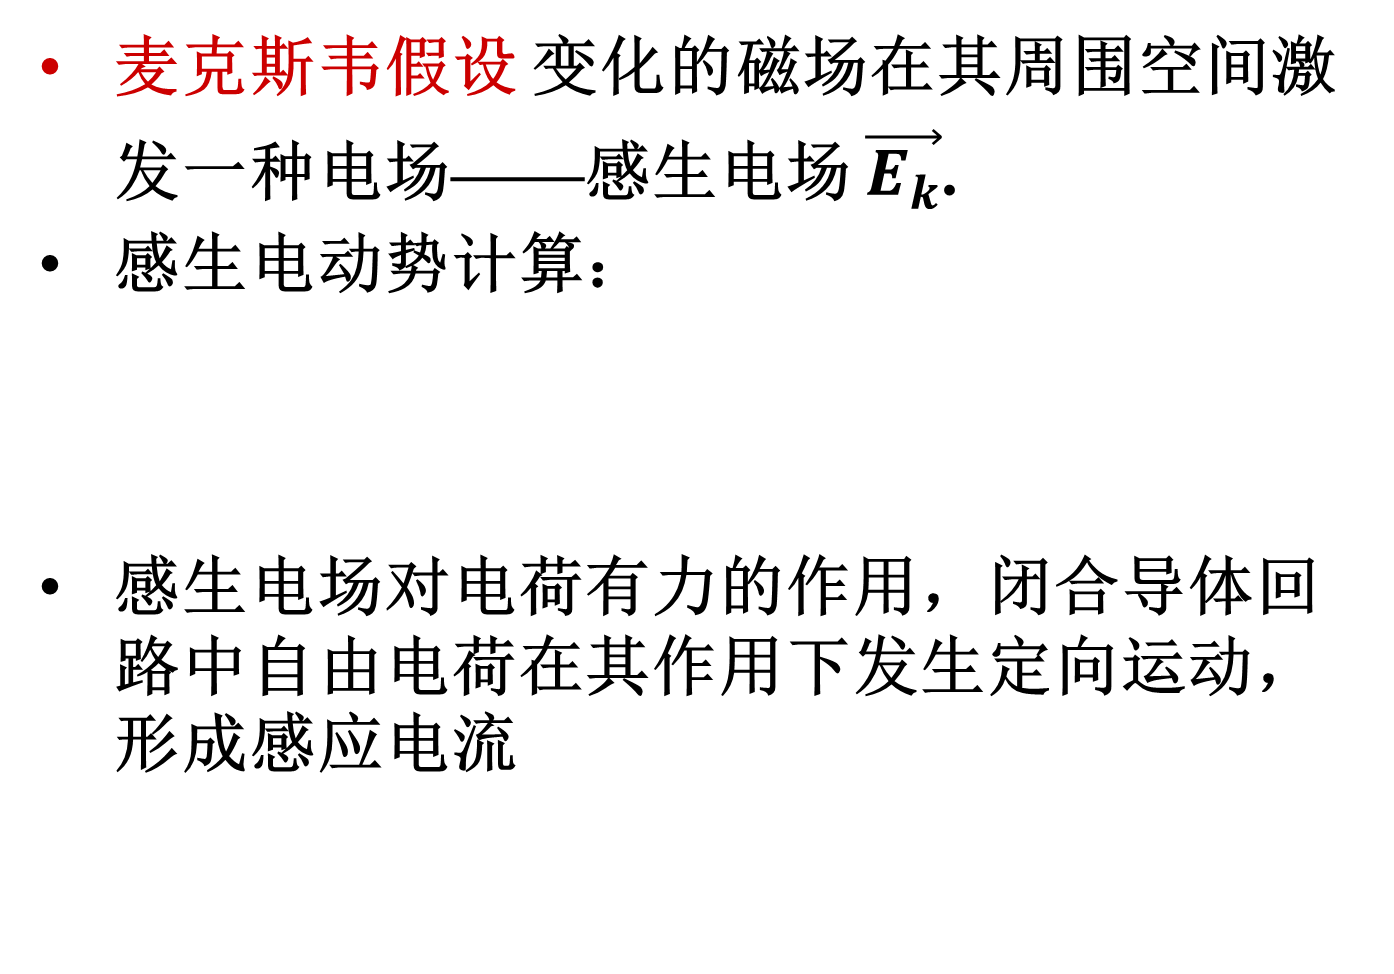 • 麦克斯韦假设 变化的磁场在其周围空间激
发一种电场——感生电场 $\overrightarrow{E_k}$.
• 感生电动势计算：
• 感生电场对电荷有力的作用，闭合导体回
路中自由电荷在其作用下发生定向运动，
形成感应电流